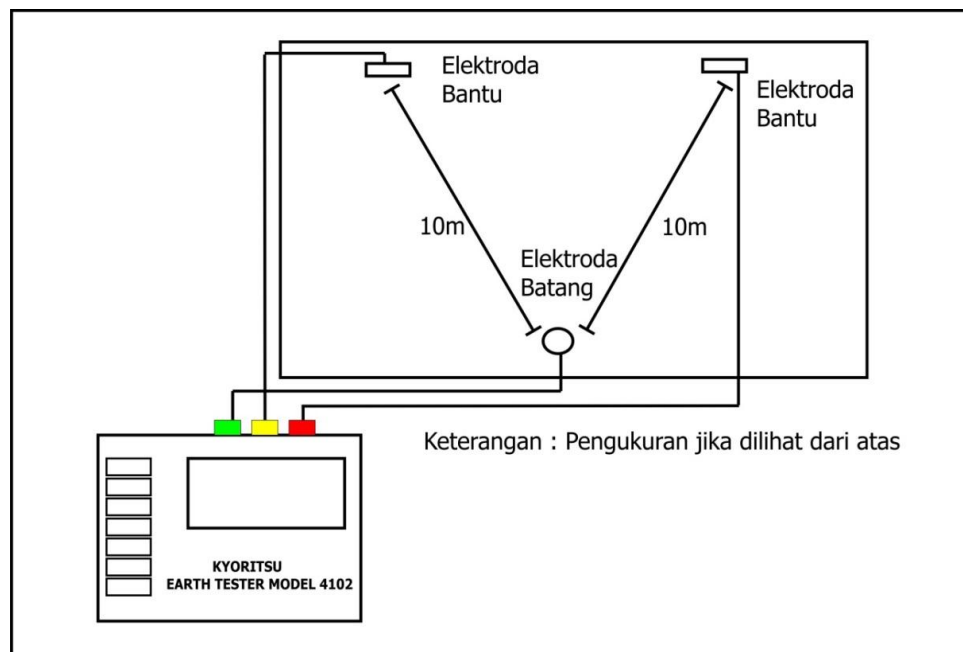 Elektroda
Bantu
Elektroda
Bantu
10m
10m
Elektroda
Batang
Keterangan : Pengukuran jika dilihat dari atas
KYORITSU
EARTH TESTER MODEL 4102